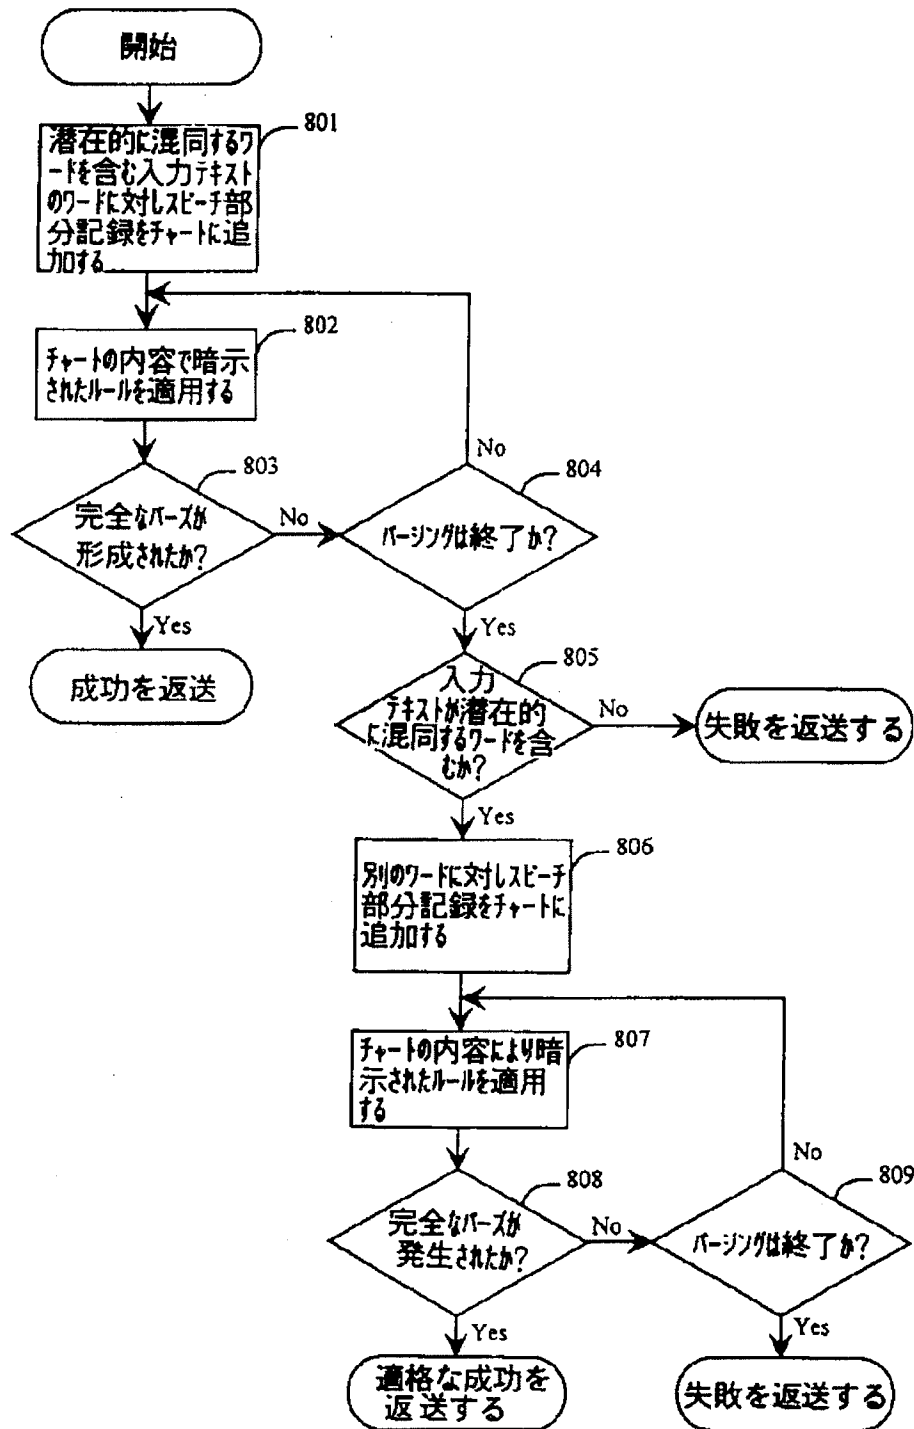 開始
801
潜在的に混同するワ
ードを含む入力テキスト
のワードに対しスピーチ部
分記録をチャートに追
加する
802
チャートの内容で暗示
されたルールを適用する
803
完全なパーズが
形成されたか?
No
Yes
成功を返送
804
No
パージングは終了か?
Yes
805
入力
テキストが潜在的
に混同するワードを含
むか?
No
失敗を返送する
Yes
806
別のワードに対しスピーチ
部分記録をチャートに
追加する
807
チャートの内容により暗
示されたルールを適用
する
808
完全なパーズが
発生されたか?
No
Yes
適格な成功を
返送する
809
No
パージングは終了か?
Yes
失敗を返送する